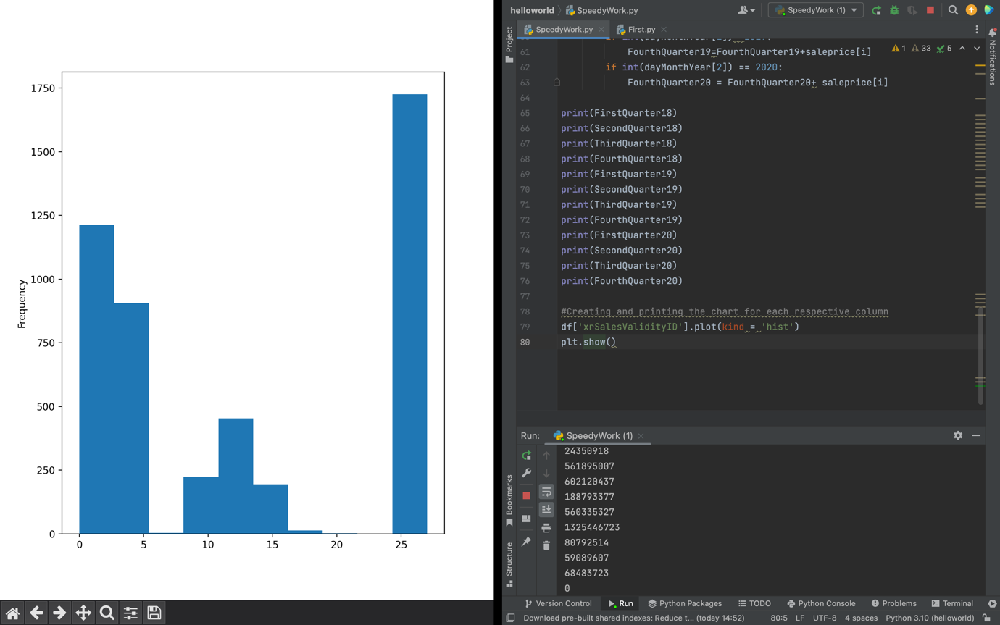 1750
1500
1250
1000
750
500
250
0
Frequency
0 5 10 15 20 25
helloworld SpeedyWork.py SpeedyWork (1)
SpeedyWork.py First.py
Project
Notifications
1 33 5
61 FourthQuarter19=FourthQuarter19+saleprice[i]
62 if int(dayMonthYear[2]) == 2020:
63 FourthQuarter20 = FourthQuarter20+ saleprice[i]
64
65 print(FirstQuarter18)
66 print(SecondQuarter18)
67 print(ThirdQuarter18)
68 print(FourthQuarter18)
69 print(FirstQuarter19)
70 print(SecondQuarter19)
71 print(ThirdQuarter19)
72 print(FourthQuarter19)
73 print(FirstQuarter20)
74 print(SecondQuarter20)
75 print(ThirdQuarter20)
76 print(FourthQuarter20)
77
78 #Creating and printing the chart for each respective column
79 df['xrSalesValidityID'].plot(kind = 'hist')
80 plt.show()
Run: SpeedyWork (1)
24350918
561895007
602120437
188793377
560335327
1325446723
80792514
59089607
68483723
0
Bookmarks
Structure
Version Control Run Python Packages TODO Python Console Problems Terminal
Download pre-built shared indexes: Reduce t... (today 14:52) 80:5 LF UTF-8 4 spaces Python 3.10 (helloworld)